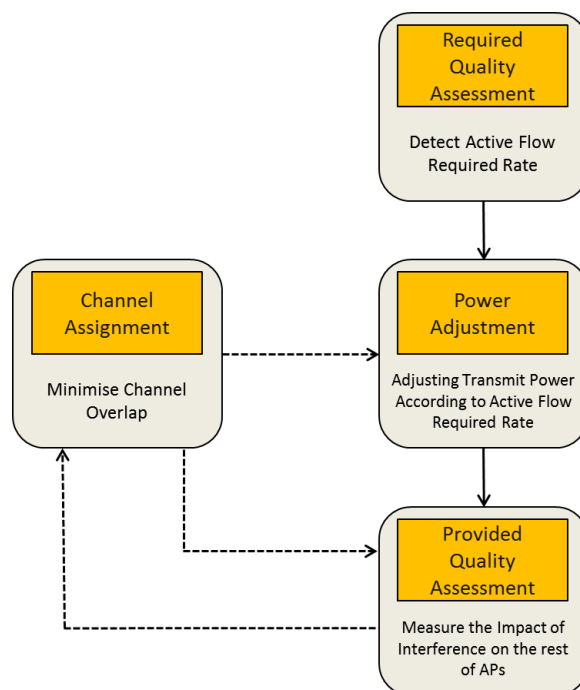 Required
Quality
Assessment
Detect Active Flow
Required Rate
Channel
Assignment
Minimise Channel
Overlap
Power
Adjustment
Adjusting Transmit Power
According to Active Flow
Required Rate
Provided
Quality
Assessment
Measure the Impact of
Interference on the rest
of APs